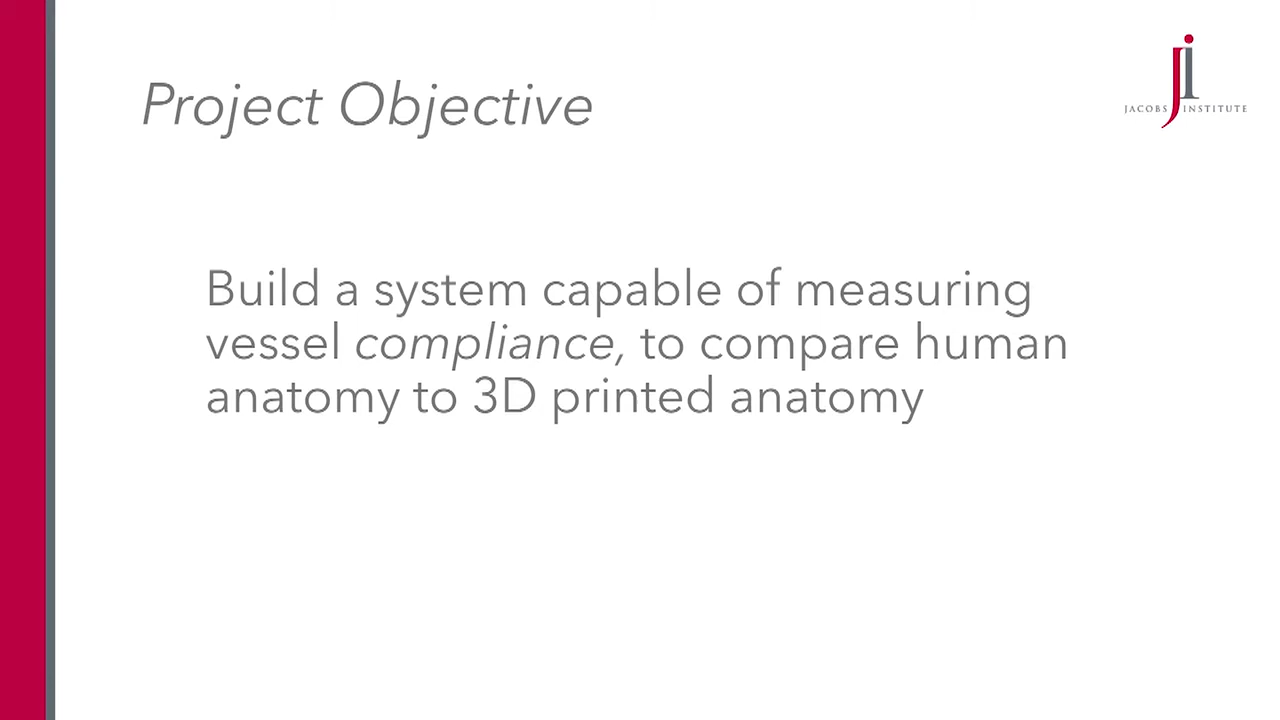 Project Objective
JACOBS INSTITUTE
Build a system capable of measuring
vessel compliance, to compare human
anatomy to 3D printed anatomy